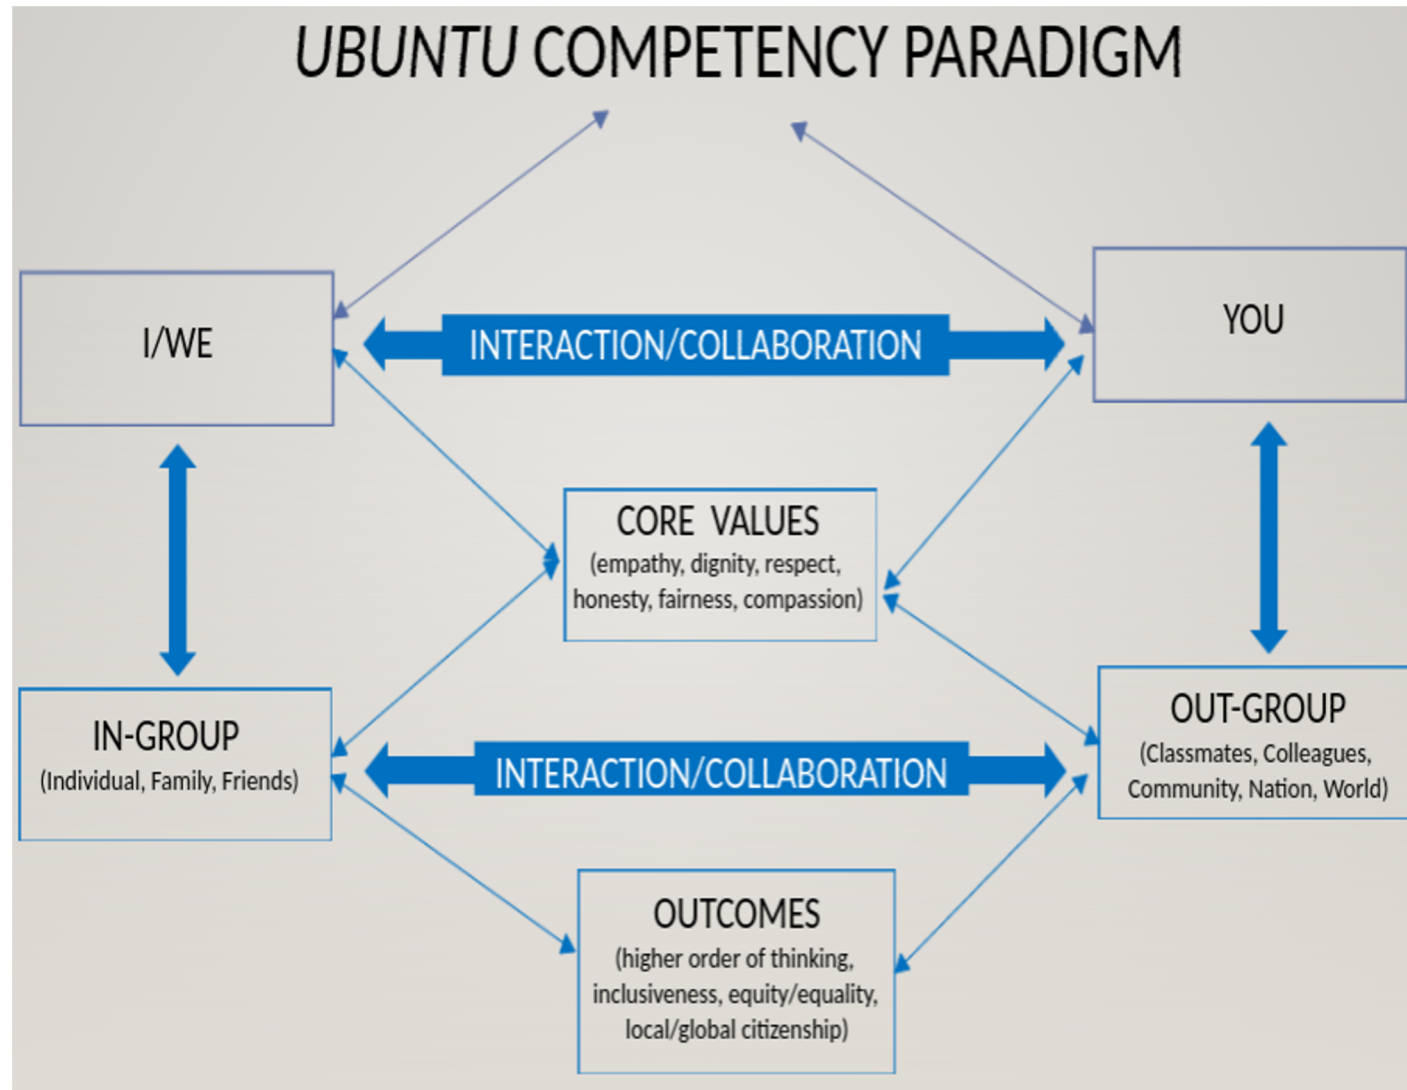 UBUNTU COMPETENCY PARADIGM
I/WE
INTERACTION/COLLABORATION
YOU
CORE VALUES
(empathy, dignity, respect,
honesty, fairness, compassion)
IN-GROUP
(Individual, Family, Friends)
INTERACTION/COLLABORATION
OUT-GROUP
(Classmates, Colleagues,
Community, Nation, World)
OUTCOMES
(higher order of thinking,
inclusiveness, equity/equality,
local/global citizenship)